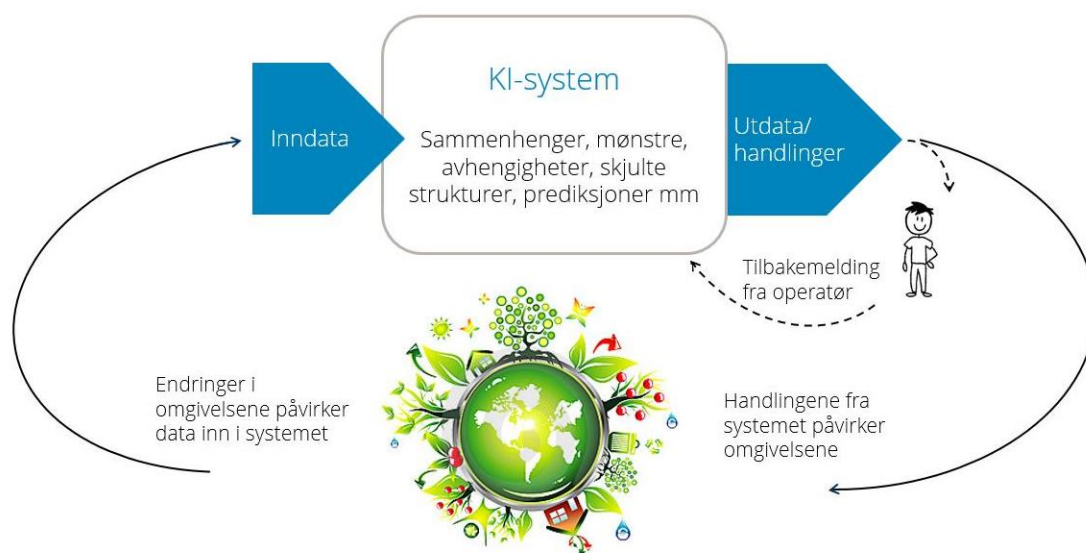 KI-system
Inndata
Sammenhenger, mønstre,
avhengigheter, skjulte
strukturer, prediksjoner mm
Utdata/
handlinger
Tilbakemelding
fra operatør
Endringer i
omgivelsene påvirker
data inn i systemet
Handlingene fra
systemet påvirker
omgivelsene